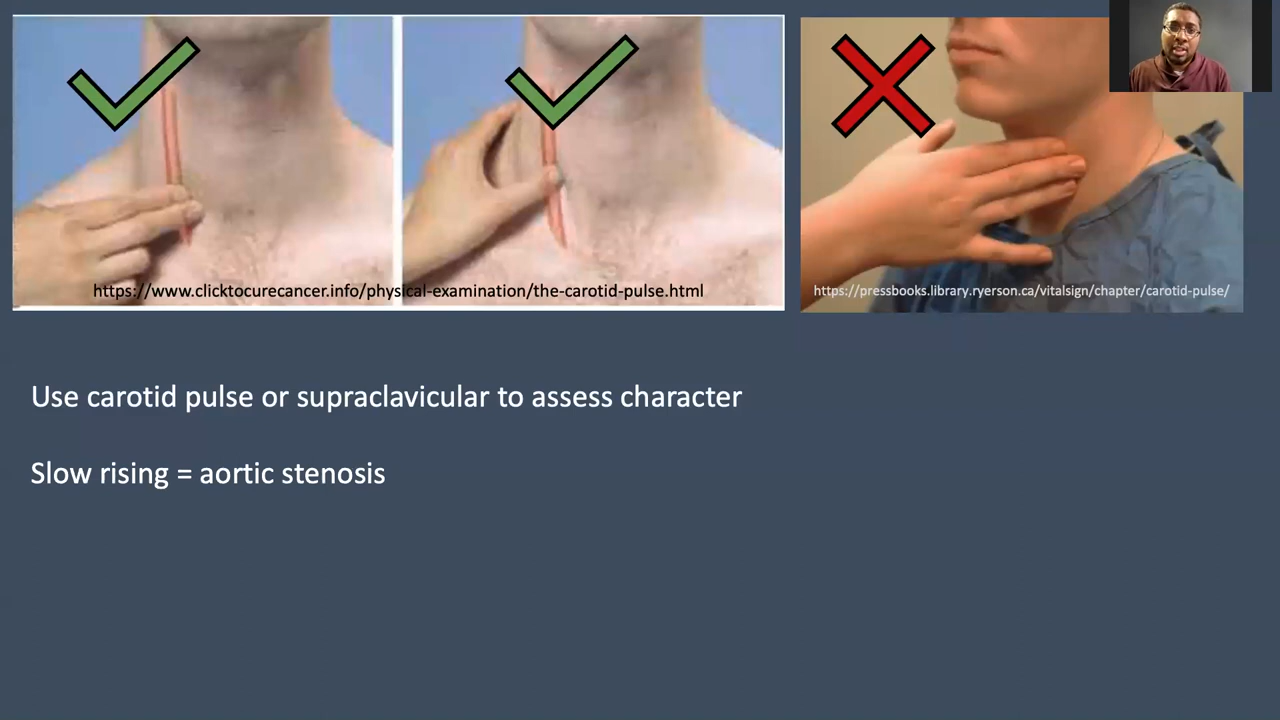 https://www.clicktocurecancer.info/physical-examination/the-carotid-pulse.html
https://pressbooks.library.ryerson.ca/vitalsign/chapter/carotid-pulse/
Use carotid pulse or supraclavicular to assess character
Slow rising = aortic stenosis